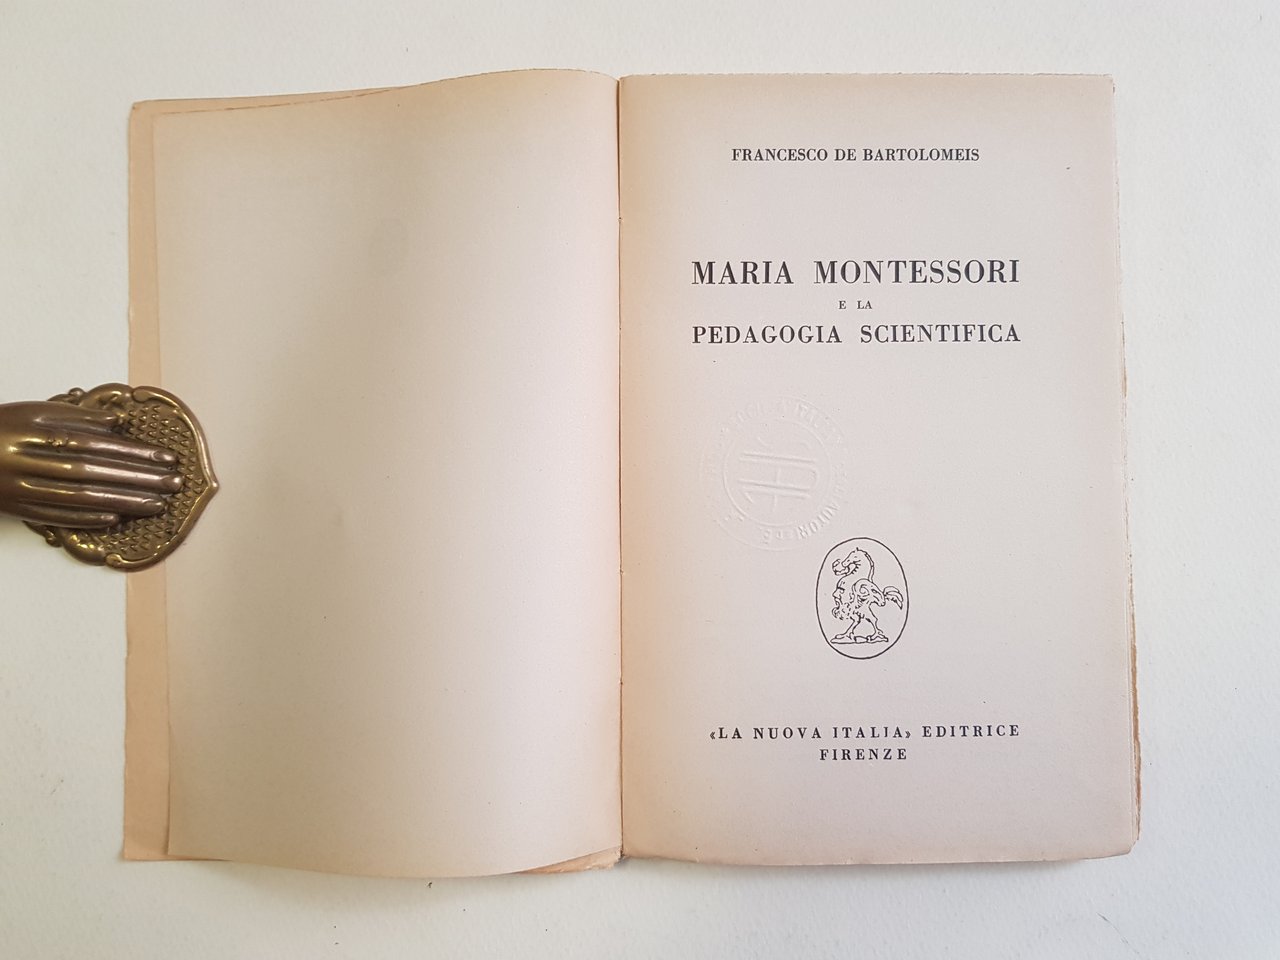 FRANCESCO DE BARTOLOMEIS
MARIA MONTESSORI
E LA
PEDAGOGIA SCIENTIFICA
«LA NUOVA ITALIA» EDITRICE
FIRENZE